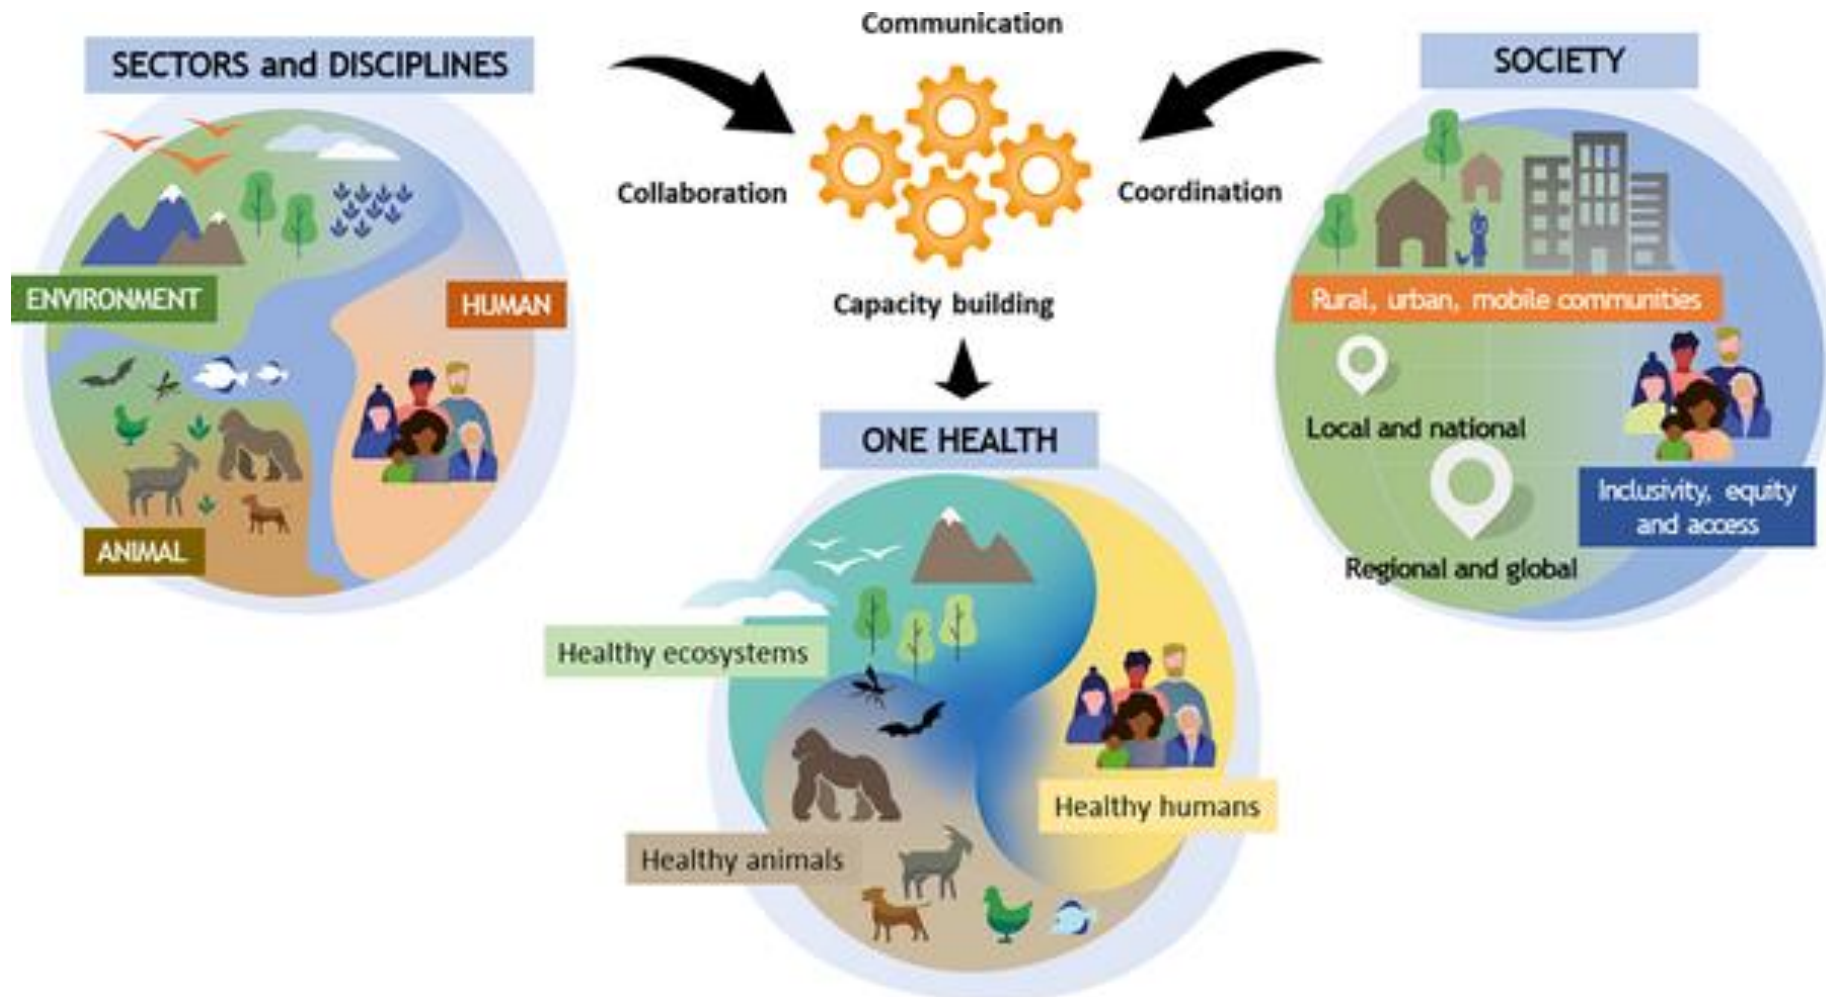 Communication
SECTORS and DISCIPLINES
SOCIETY
Collaboration
Coordination
Capacity building
ENVIRONMENT
HUMAN
ANIMAL
Rural, urban, mobile communities
Local and national
Regional and global
Inclusivity, equity
and access
ONE HEALTH
Healthy ecosystems
Healthy humans
Healthy animals